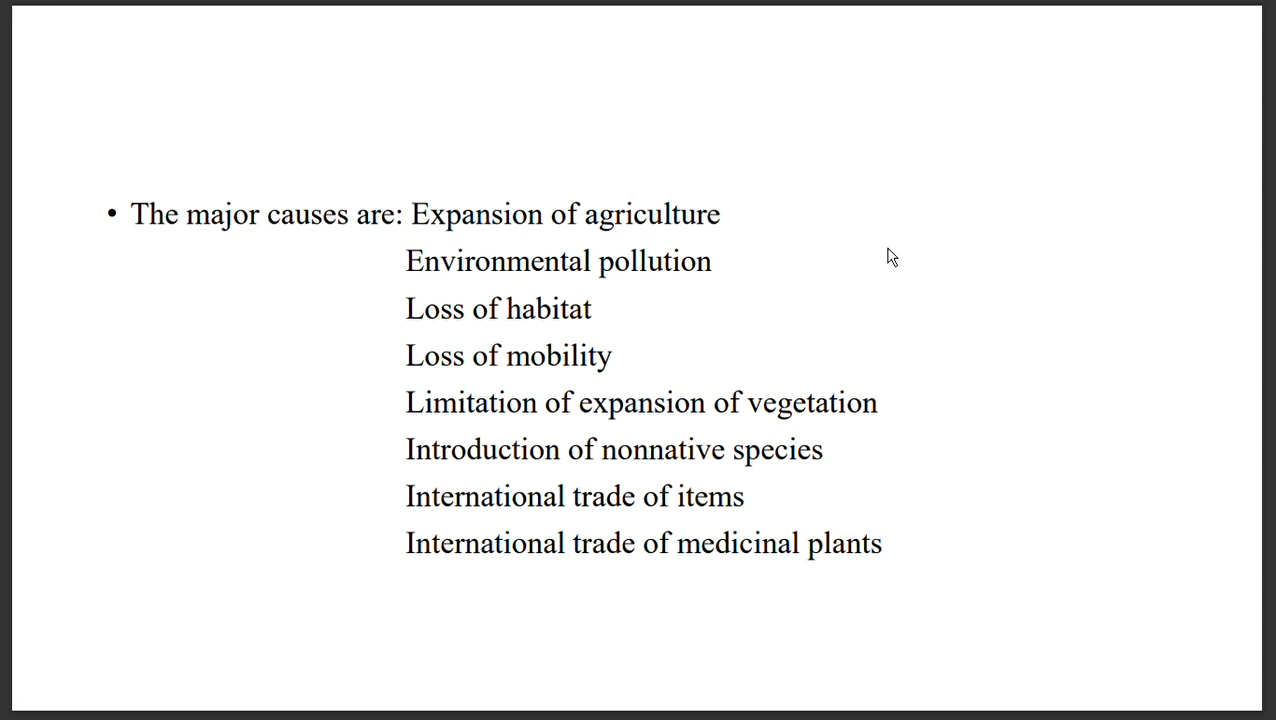 • The major causes are: Expansion of agriculture
Environmental pollution
Loss of habitat
Loss of mobility
Limitation of expansion of vegetation
Introduction of nonnative species
International trade of items
International trade of medicinal plants